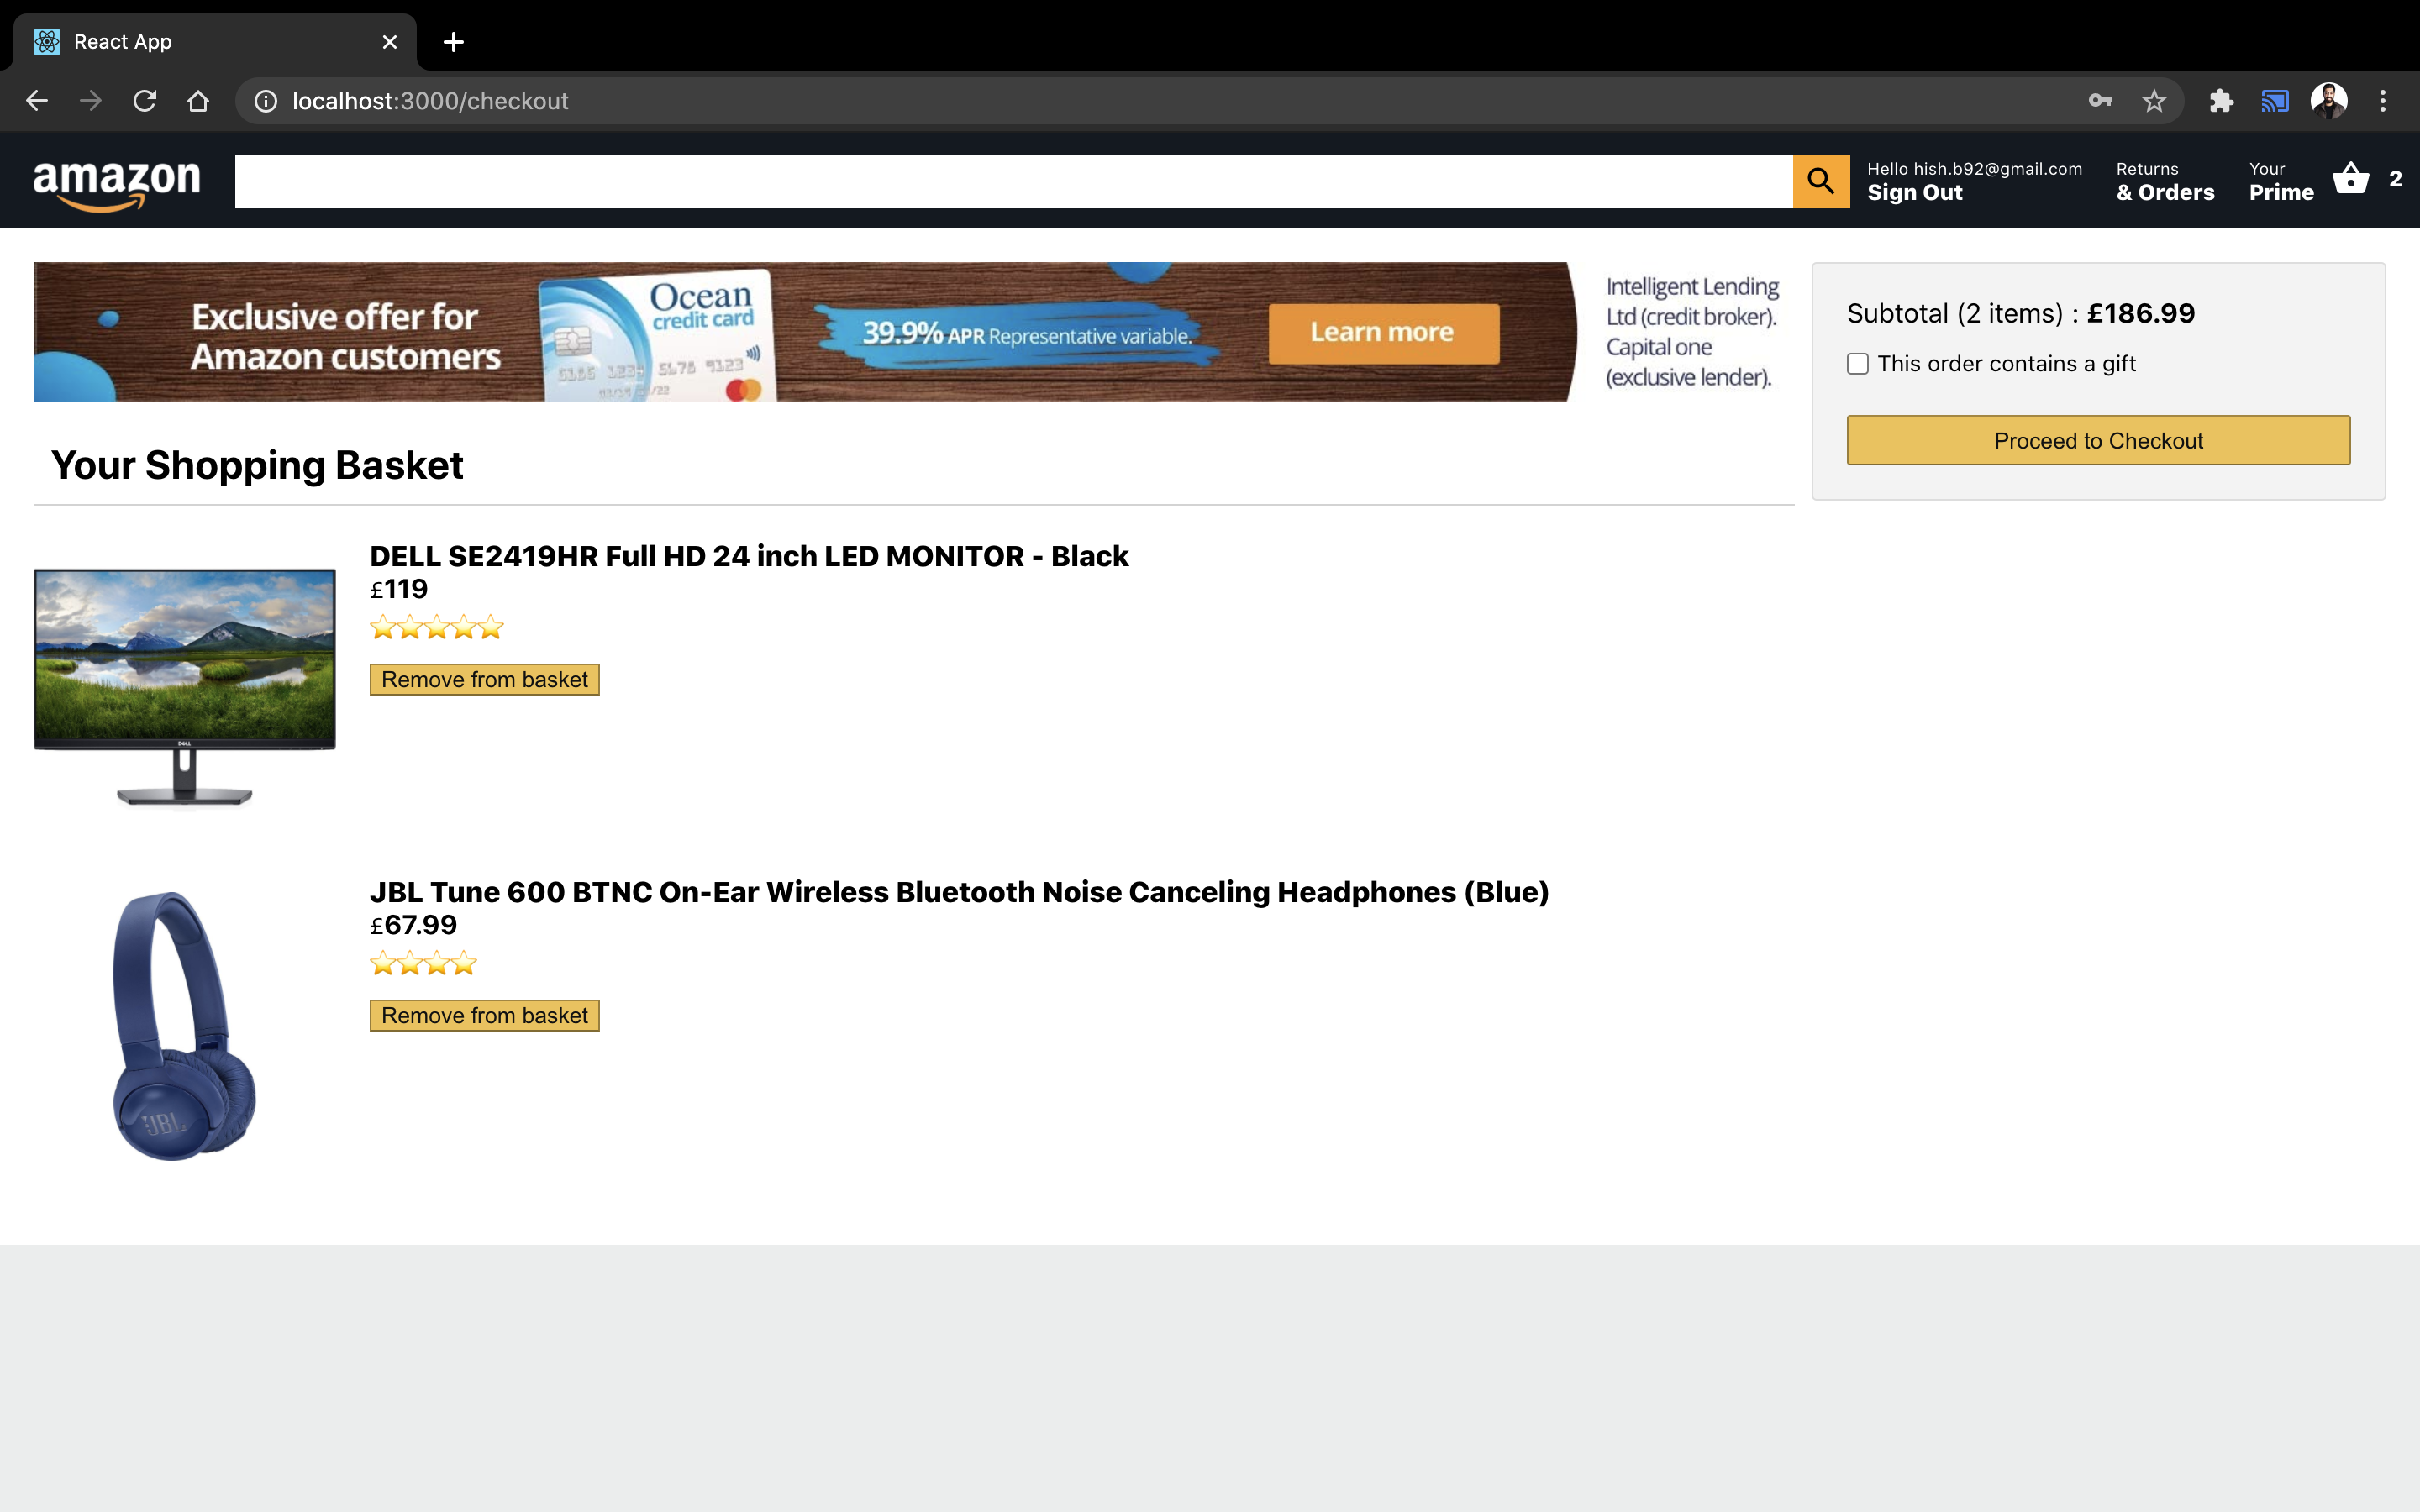 React App
localhost:3000/checkout
amazon
Hello hish.b92@gmail.com
Sign Out
Returns
& Orders
Your
Prime
2
Exclusive offer for
Amazon customers
Ocean
credit card
39.9% APR Representative variable.
Learn more
Intelligent Lending
Ltd (credit broker).
Capital one
(exclusive lender).
Subtotal (2 items) : £186.99
This order contains a gift
Proceed to Checkout
Your Shopping Basket
DELL SE2419HR Full HD 24 inch LED MONITOR - Black
£119
Remove from basket
DELL
JBL Tune 600 BTNC On-Ear Wireless Bluetooth Noise Canceling Headphones (Blue)
£67.99
Remove from basket
JBL